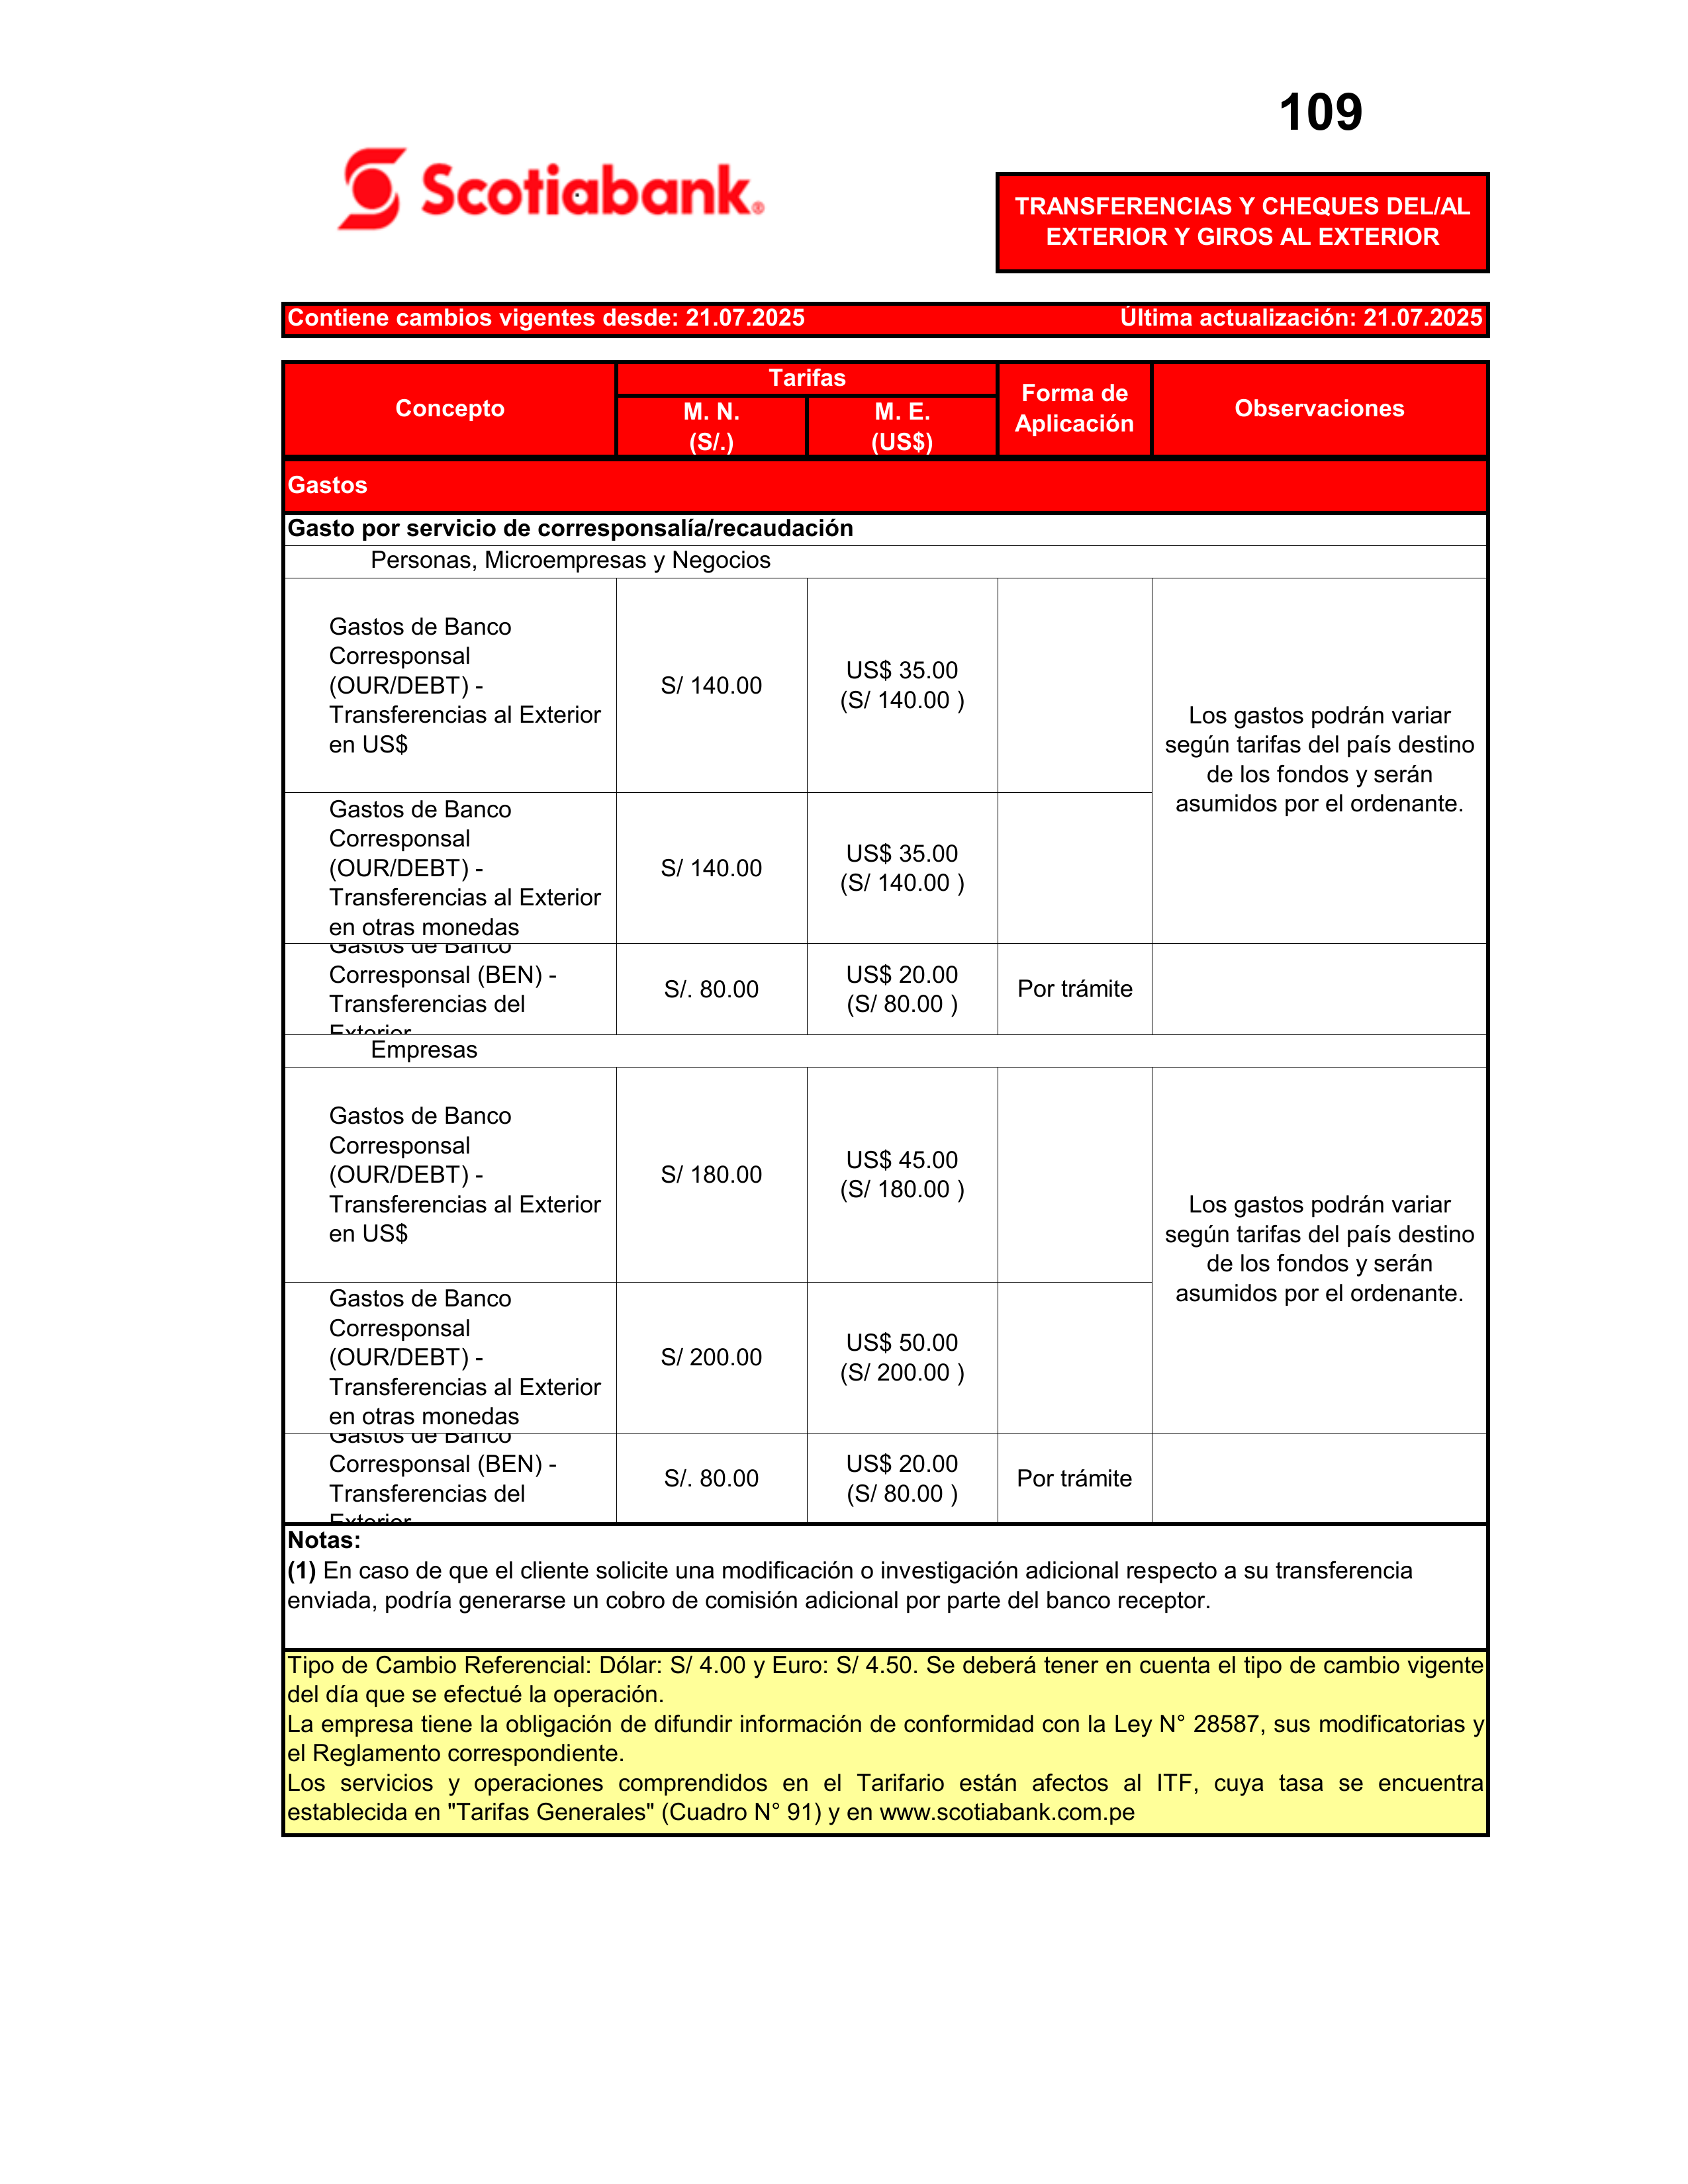 109
Scotiabank®
TRANSFERENCIAS Y CHEQUES DEL/AL
EXTERIOR Y GIROS AL EXTERIOR
Contiene cambios vigentes desde: 21.07.2025 Última actualización: 21.07.2025
Concepto
Tarifas
M. N.
(S/.)
M. E.
(US$)
Forma de
Aplicación
Observaciones
Gastos
Gasto por servicio de corresponsalía/recaudación
Personas, Microempresas y Negocios
Gastos de Banco
Corresponsal
(OUR/DEBT) -
Transferencias al Exterior
en US$
S/ 140.00
US$ 35.00
(S/ 140.00 )
Los gastos podrán variar
según tarifas del país destino
de los fondos y serán
asumidos por el ordenante.
Gastos de Banco
Corresponsal
(OUR/DEBT) -
Transferencias al Exterior
en otras monedas
S/ 140.00
US$ 35.00
(S/ 140.00 )
Gastos de Banco
Corresponsal (BEN) -
Transferencias del
Exterior
S/. 80.00
US$ 20.00
(S/ 80.00 )
Por trámite
Empresas
Gastos de Banco
Corresponsal
(OUR/DEBT) -
Transferencias al Exterior
en US$
S/ 180.00
US$ 45.00
(S/ 180.00 )
Los gastos podrán variar
según tarifas del país destino
de los fondos y serán
asumidos por el ordenante.
Gastos de Banco
Corresponsal
(OUR/DEBT) -
Transferencias al Exterior
en otras monedas
S/ 200.00
US$ 50.00
(S/ 200.00 )
Gastos de Banco
Corresponsal (BEN) -
Transferencias del
Exterior
S/. 80.00
US$ 20.00
(S/ 80.00 )
Por trámite
Notas:
(1) En caso de que el cliente solicite una modificación o investigación adicional respecto a su transferencia
enviada, podría generarse un cobro de comisión adicional por parte del banco receptor.
Tipo de Cambio Referencial: Dólar: S/ 4.00 y Euro: S/ 4.50. Se deberá tener en cuenta el tipo de cambio vigente
del día que se efectué la operación.
La empresa tiene la obligación de difundir información de conformidad con la Ley N° 28587, sus modificatorias y
el Reglamento correspondiente.
Los servicios y operaciones comprendidos en el Tarifario están afectos al ITF, cuya tasa se encuentra
establecida en "Tarifas Generales" (Cuadro N° 91) y en www.scotiabank.com.pe